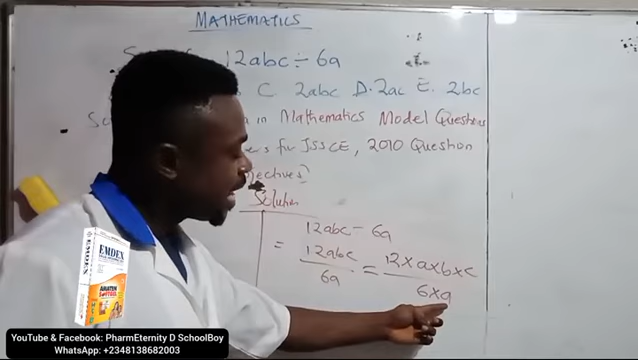 MATHEMATICS
12abc ÷ 6a
C. 2abc D. 2ac E. 2bc
in Mathematics Model Questions
for JSSCE, 2010 Question
jectives)
Solution
12abc - 6a
= 12abc / 6a = 12×a×b×c / 6×a
EMDEX
YouTube & Facebook: PharmEternity D SchoolBoy
WhatsApp: +2348138682003